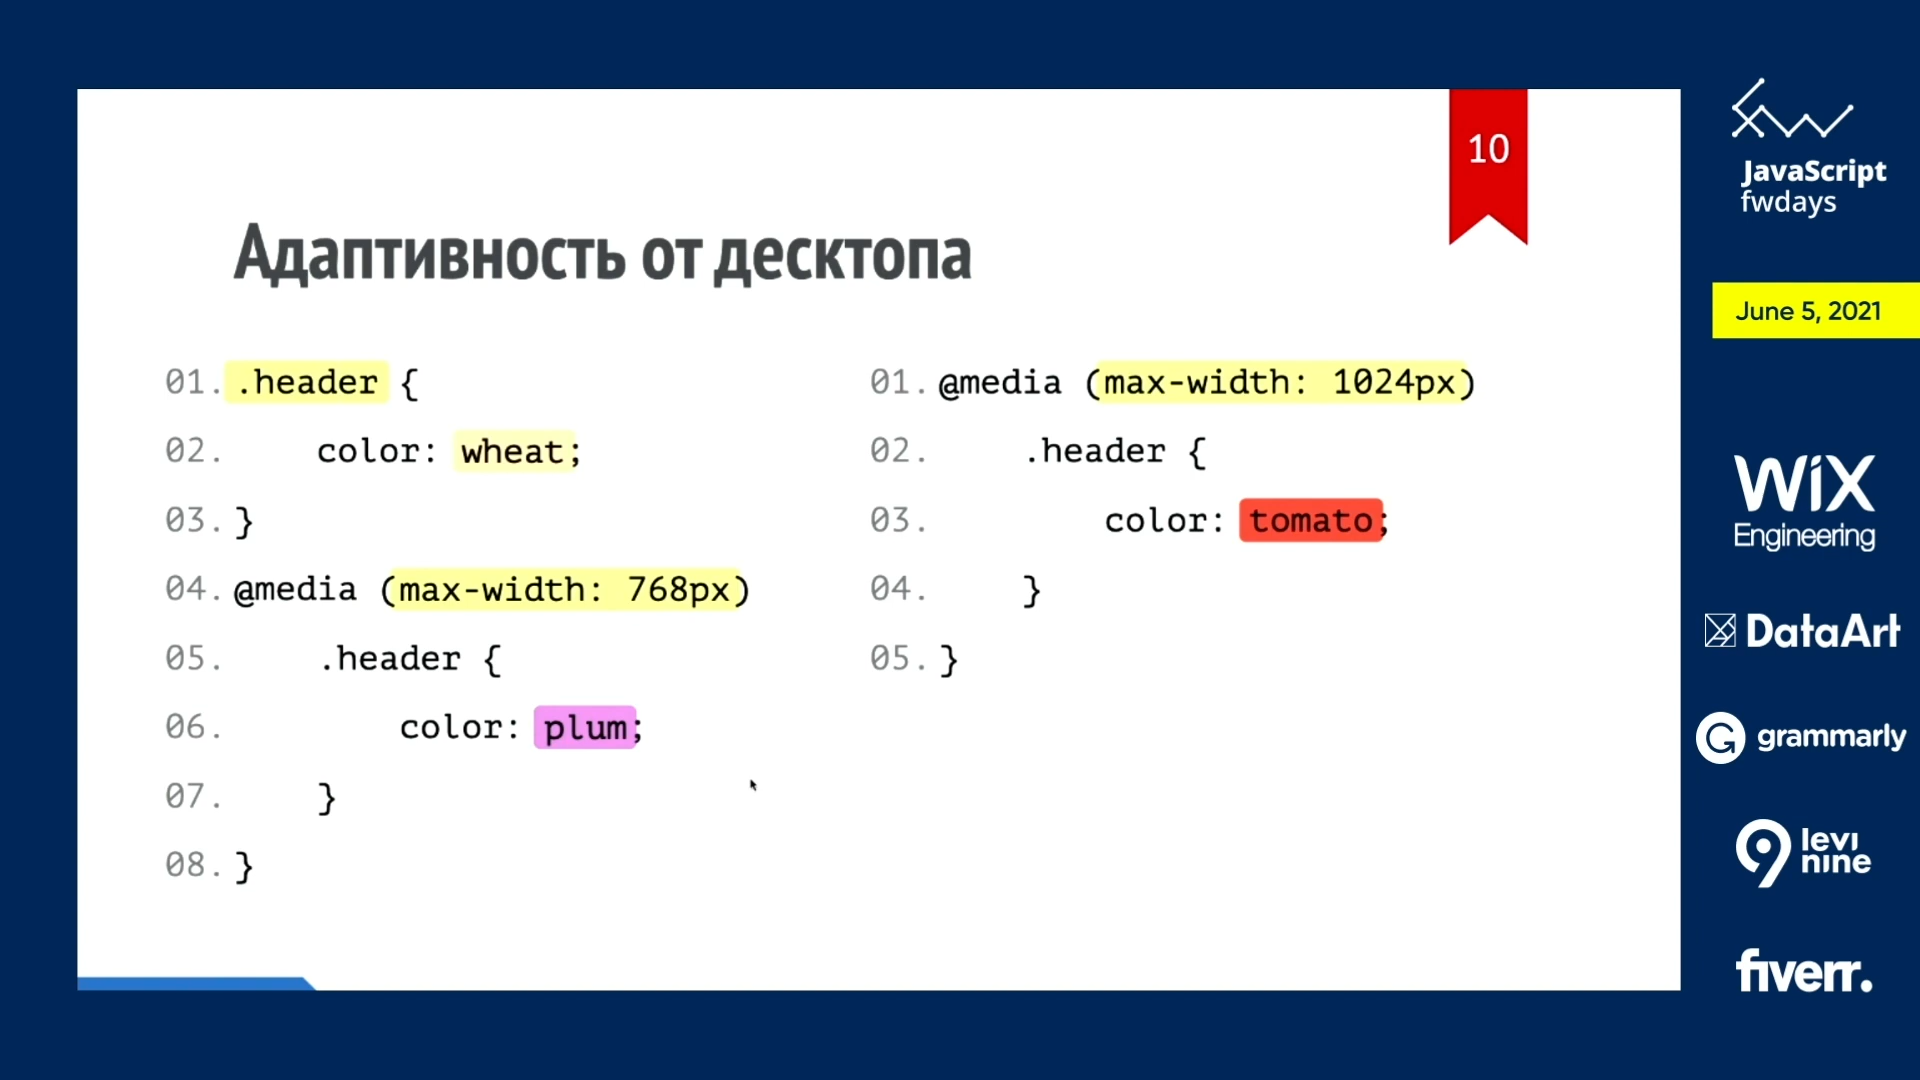 10
Адаптивность от десктопа
01. .header {
02. color: wheat;
03. }
04. @media (max-width: 768px)
05. .header {
06. color: plum;
07. }
08. }
01. @media (max-width: 1024px)
02. .header {
03. color: tomato;
04. }
05. }
JavaScript
fwdays
June 5, 2021
WiX
Engineering
DataArt
grammarly
levi
nine
fiverr.